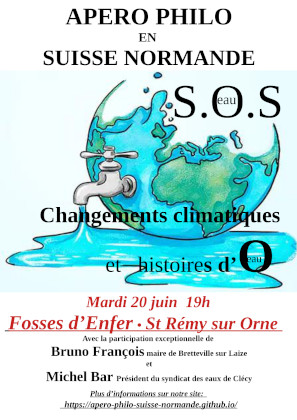 APERO PHILO
EN
SUISSE NORMANDE
S.O.S
eau
Changements climatiques
et histoires d'O
eau
Mardi 20 juin 19h
Fosses d'Enfer • St Rémy sur Orne
Avec la participation exceptionnelle de
Bruno François maire de Bretteville sur Laize
et
Michel Bar Président du syndicat des eaux de Clécy
Plus d'informations sur notre site:
https://apero-philo-suisse-normande.github.io/